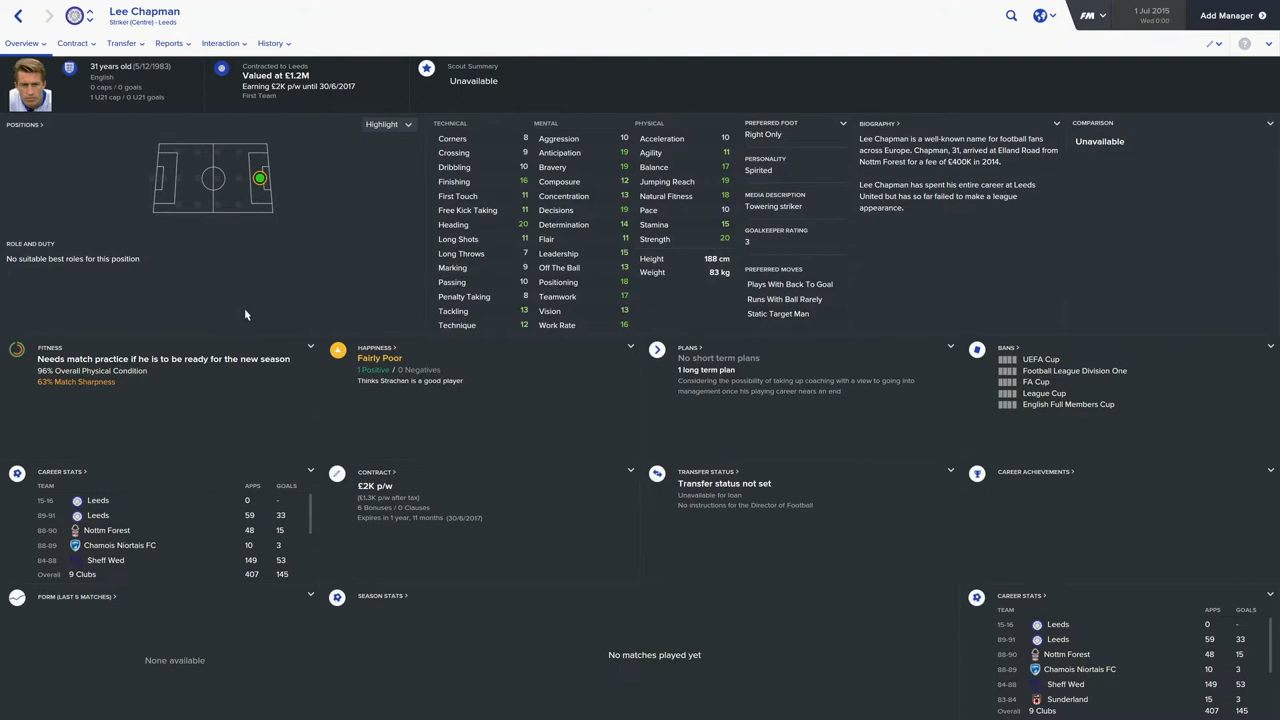 Lee Chapman
Striker (Centre) - Leeds
FM
1 Jul 2015
Wed 0:00
Add Manager
Overview
Contract
Transfer
Reports
Interaction
History
?
31 years old (5/12/1983)
English
0 caps / 0 goals
1 U21 cap / 0 U21 goals
Contracted to Leeds
Valued at £1.2M
Earning £2K p/w until 30/6/2017
First Team
Scout Summary
Unavailable
POSITIONS >
Highlight
ROLE AND DUTY
No suitable best roles for this position
TECHNICAL
Corners 8
Crossing 9
Dribbling 10
Finishing 16
First Touch 11
Free Kick Taking 11
Heading 20
Long Shots 11
Long Throws 7
Marking 9
Passing 10
Penalty Taking 8
Tackling 13
Technique 12
MENTAL
Aggression 10
Anticipation 19
Bravery 19
Composure 12
Concentration 13
Decisions 19
Determination 14
Flair 11
Leadership 15
Off The Ball 13
Positioning 18
Teamwork 17
Vision 13
Work Rate 16
PHYSICAL
Acceleration 10
Agility 11
Balance 17
Jumping Reach 19
Natural Fitness 18
Pace 10
Stamina 15
Strength 20
Height 188 cm
Weight 83 kg
PREFERRED FOOT
Right Only
PERSONALITY
Spirited
MEDIA DESCRIPTION
Towering striker
GOALKEEPER RATING
3
PREFERRED MOVES
Plays With Back To Goal
Runs With Ball Rarely
Static Target Man
BIOGRAPHY >
Lee Chapman is a well-known name for football fans
across Europe. Chapman, 31, arrived at Elland Road from
Nottm Forest for a fee of £400K in 2014.
Lee Chapman has spent his entire career at Leeds
United but has so far failed to make a league
appearance.
COMPARISON
Unavailable
FITNESS
Needs match practice if he is to be ready for the new season
96% Overall Physical Condition
63% Match Sharpness
HAPPINESS >
Fairly Poor
1 Positive / 0 Negatives
Thinks Strachan is a good player
PLANS >
No short term plans
1 long term plan
Considering the possibility of taking up coaching with a view to going into
management once his playing career nears an end
BANS >
UEFA Cup
Football League Division One
FA Cup
League Cup
English Full Members Cup
CAREER STATS >
TEAM APPS GOALS
15-16 Leeds 0 -
89-91 Leeds 59 33
88-90 Nottm Forest 48 15
88-89 Chamois Niortais FC 10 3
84-88 Sheff Wed 149 53
Overall 9 Clubs 407 145
CONTRACT >
£2K p/w
(£1.3K p/w after tax)
6 Bonuses / 0 Clauses
Expires in 1 year, 11 months (30/6/2017)
TRANSFER STATUS >
Transfer status not set
Unavailable for loan
No instructions for the Director of Football
CAREER ACHIEVEMENTS >
FORM (LAST 5 MATCHES) >
None available
SEASON STATS >
No matches played yet
CAREER STATS >
TEAM APPS GOALS
15-16 Leeds 0 -
89-91 Leeds 59 33
88-90 Nottm Forest 48 15
88-89 Chamois Niortais FC 10 3
84-88 Sheff Wed 149 53
83-84 Sunderland 15 3
Overall 9 Clubs 407 145